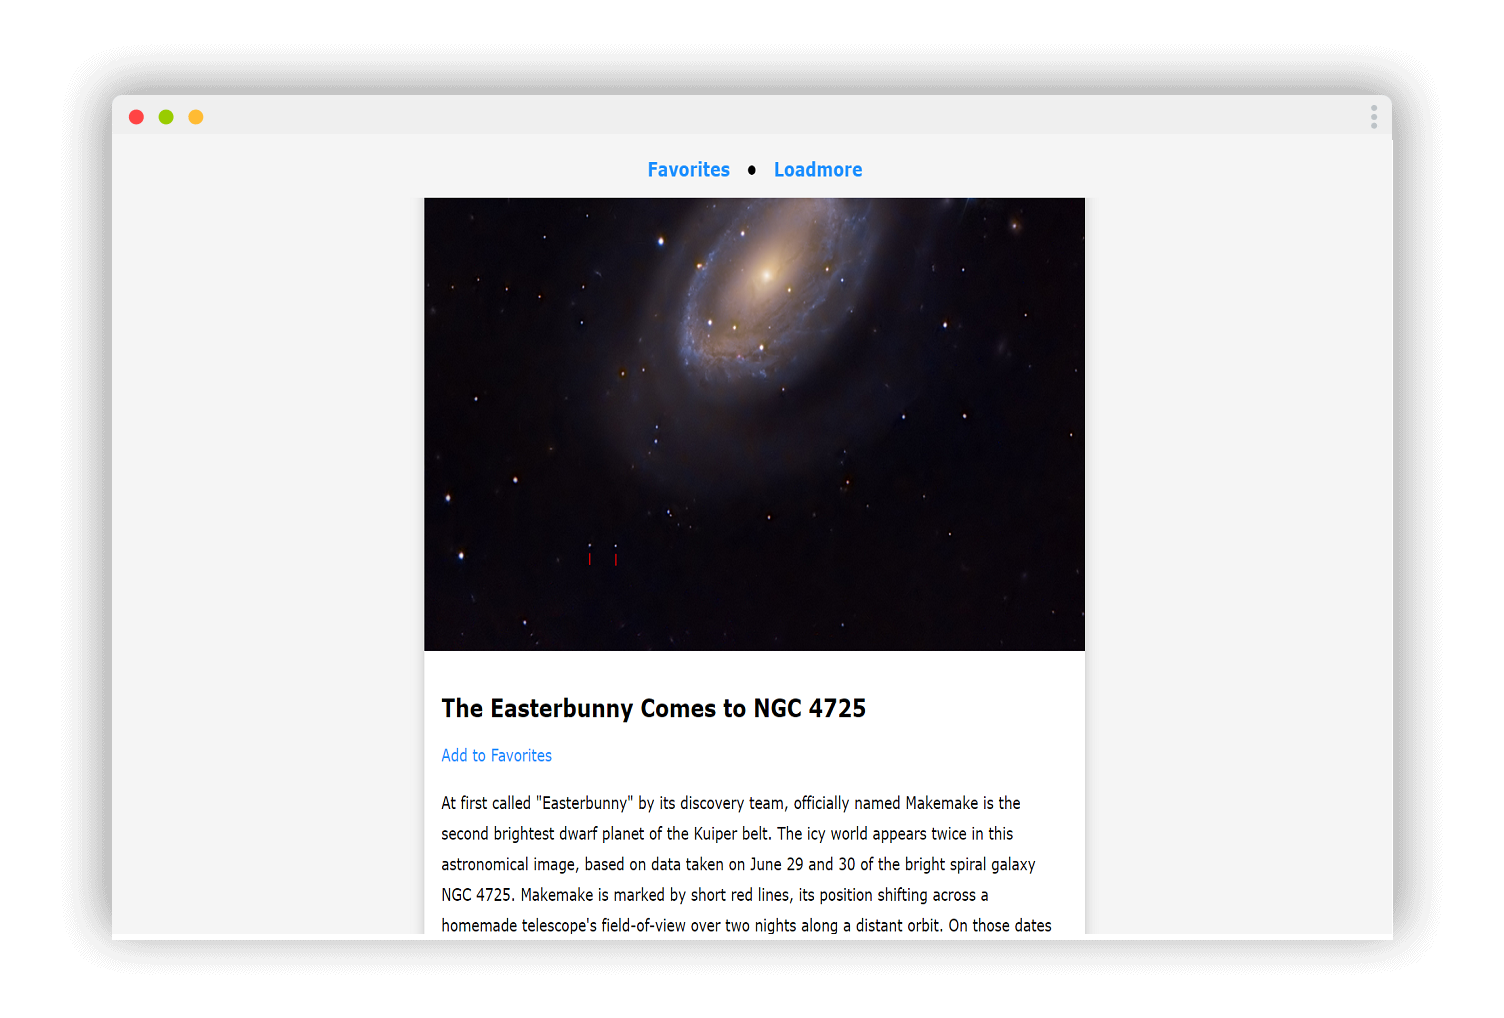 Favorites • Loadmore
The Easterbunny Comes to NGC 4725
Add to Favorites
At first called "Easterbunny" by its discovery team, officially named Makemake is the
second brightest dwarf planet of the Kuiper belt. The icy world appears twice in this
astronomical image, based on data taken on June 29 and 30 of the bright spiral galaxy
NGC 4725. Makemake is marked by short red lines, its position shifting across a
homemade telescope's field-of-view over two nights along a distant orbit. On those dates